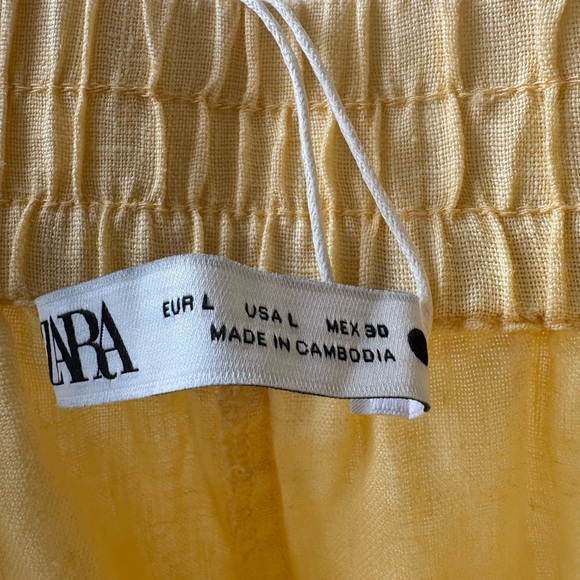 ZARA
EUR L USA L MEX 30
MADE IN CAMBODIA